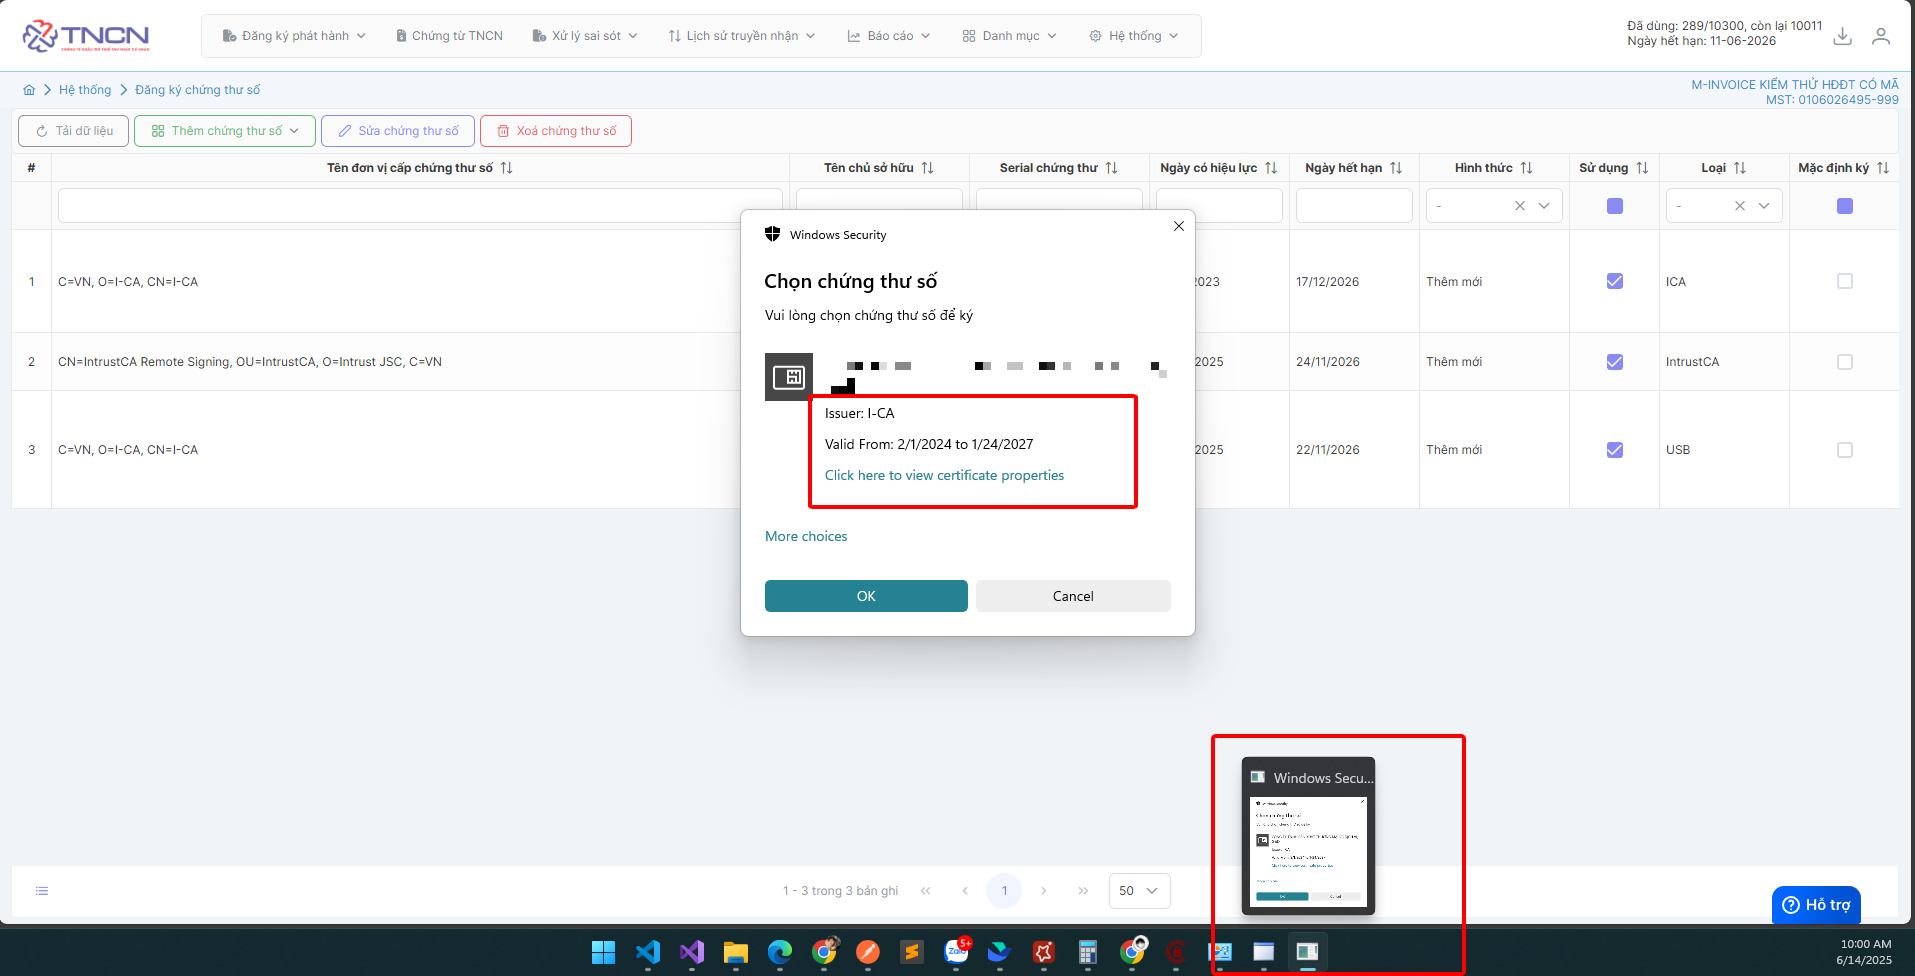 TNCN
Đăng ký phát hành
Chứng từ TNCN
Xử lý sai sót
Lịch sử truyền nhận
Báo cáo
Danh mục
Hệ thống
Đã dùng: 289/10300, còn lại 10011
Ngày hết hạn: 11-06-2026
Hệ thống
Đăng ký chứng thư số
M-INVOICE KIỂM THỬ HĐĐT CÓ MÃ
MST: 0106026495-999
Tải dữ liệu
Thêm chứng thư số
Sửa chứng thư số
Xoá chứng thư số
# Tên đơn vị cấp chứng thư số Tên chủ sở hữu Serial chứng thư Ngày có hiệu lực Ngày hết hạn Hình thức Sử dụng Loại Mặc định ký
- -
1 C=VN, O=I-CA, CN=I-CA 2023 17/12/2026 Thêm mới ICA
2 CN=IntrustCA Remote Signing, OU=IntrustCA, O=Intrust JSC, C=VN 2025 24/11/2026 Thêm mới IntrustCA
3 C=VN, O=I-CA, CN=I-CA 2025 22/11/2026 Thêm mới USB
Windows Security
Chọn chứng thư số
Vui lòng chọn chứng thư số để ký
Issuer: I-CA
Valid From: 2/1/2024 to 1/24/2027
Click here to view certificate properties
More choices
OK
Cancel
Windows Secu...
Chọn chứng thư số
1 - 3 trong 3 bản ghi
1
50
Hỗ trợ
5+
Zalo
10:00 AM
6/14/2025